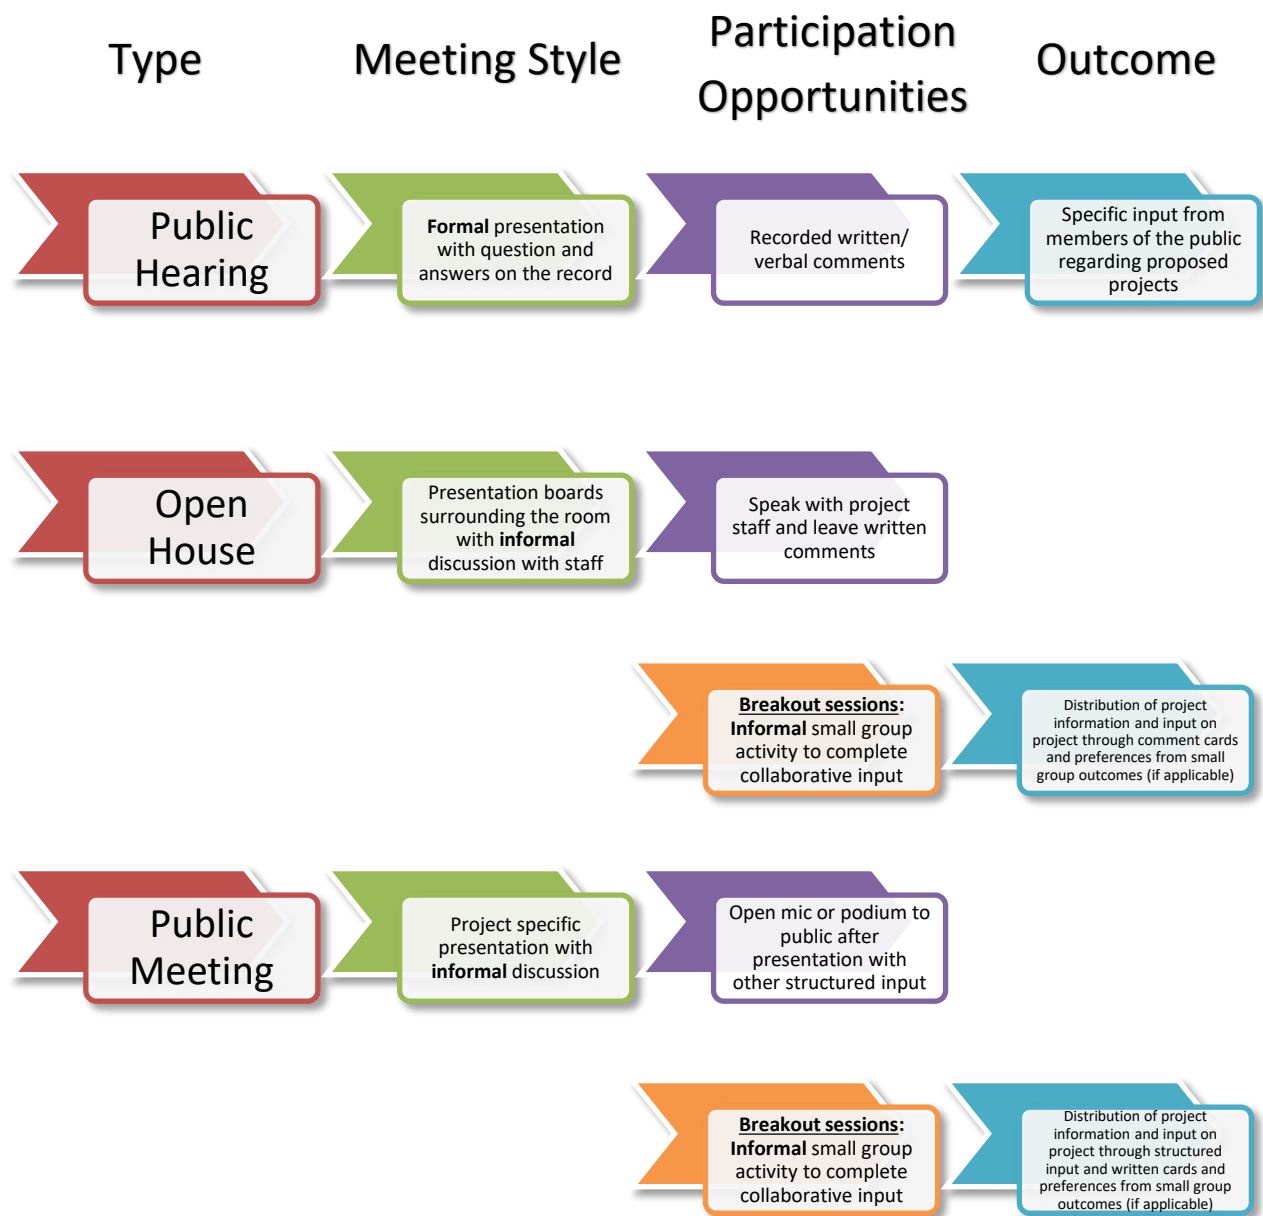 Type
Meeting Style
Participation
Opportunities
Outcome
Public
Hearing
Formal presentation
with question and
answers on the record
Recorded written/
verbal comments
Specific input from
members of the public
regarding proposed
projects
Open
House
Presentation boards
surrounding the room
with informal
discussion with staff
Speak with project
staff and leave written
comments
Breakout sessions:
Informal small group
activity to complete
collaborative input
Distribution of project
information and input on
project through comment cards
and preferences from small
group outcomes (if applicable)
Public
Meeting
Project specific
presentation with
informal discussion
Open mic or podium to
public after
presentation with
other structured input
Breakout sessions:
Informal small group
activity to complete
collaborative input
Distribution of project
information and input on
project through structured
input and written cards and
preferences from small group
outcomes (if applicable)